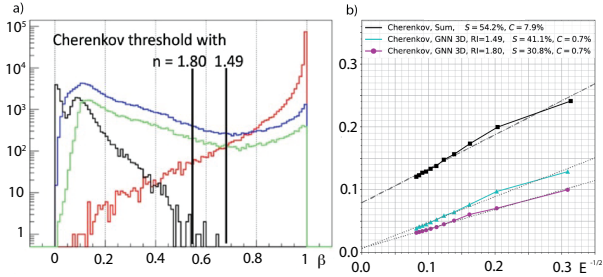 a)
Cherenkov threshold with
n = 1.80 1.49
10⁵
10⁴
10³
10²
10
1
0 0.2 0.4 0.6 0.8 1 β
b)
Cherenkov, Sum, S = 54.2%, C = 7.9%
Cherenkov, GNN 3D, RI=1.49, S = 41.1%, C = 0.7%
Cherenkov, GNN 3D, RI=1.80, S = 30.8%, C = 0.7%
0.3
0.2
0.1
0.0
0.0 0.1 0.2 0.3 E⁻¹/²